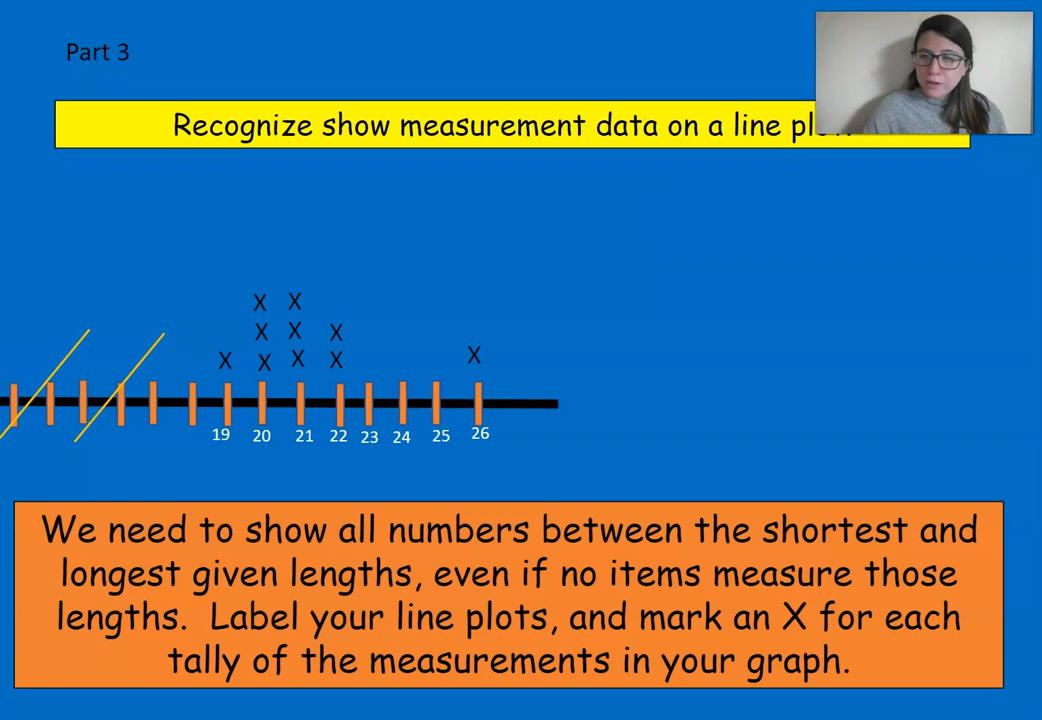 Part 3
Recognize show measurement data on a line
X X
X X X
X X X X X
19 20 21 22 23 24 25 26
We need to show all numbers between the shortest and
longest given lengths, even if no items measure those
lengths. Label your line plots, and mark an X for each
tally of the measurements in your graph.